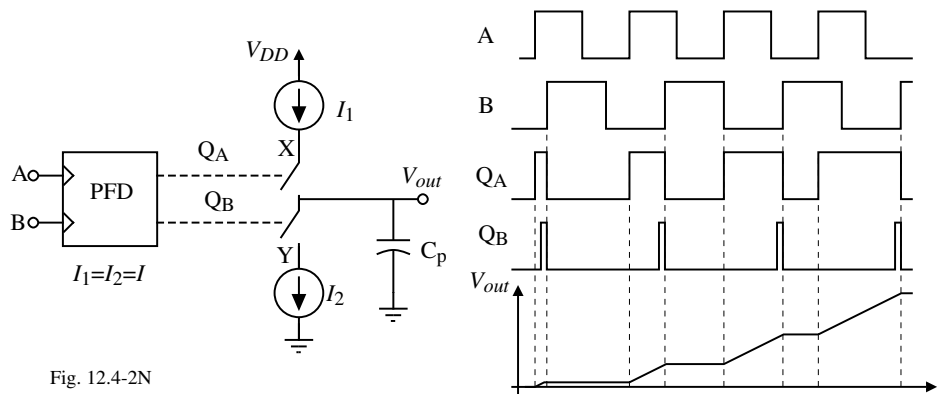 V_DD
I_1
X
Q_A
A
PFD
B
Q_B
V_out
Y
C_p
I_1=I_2=I
I_2
Fig. 12.4-2N
A
B
Q_A
Q_B
V_out